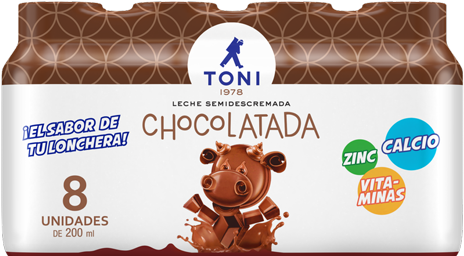 TONI
1978
LECHE SEMIDESCREMADA
CHOCOLATADA
¡EL SABOR DE
TU LONCHERA!
8
UNIDADES
DE 200 ml
ZINC
CALCIO
VITA-
MINAS